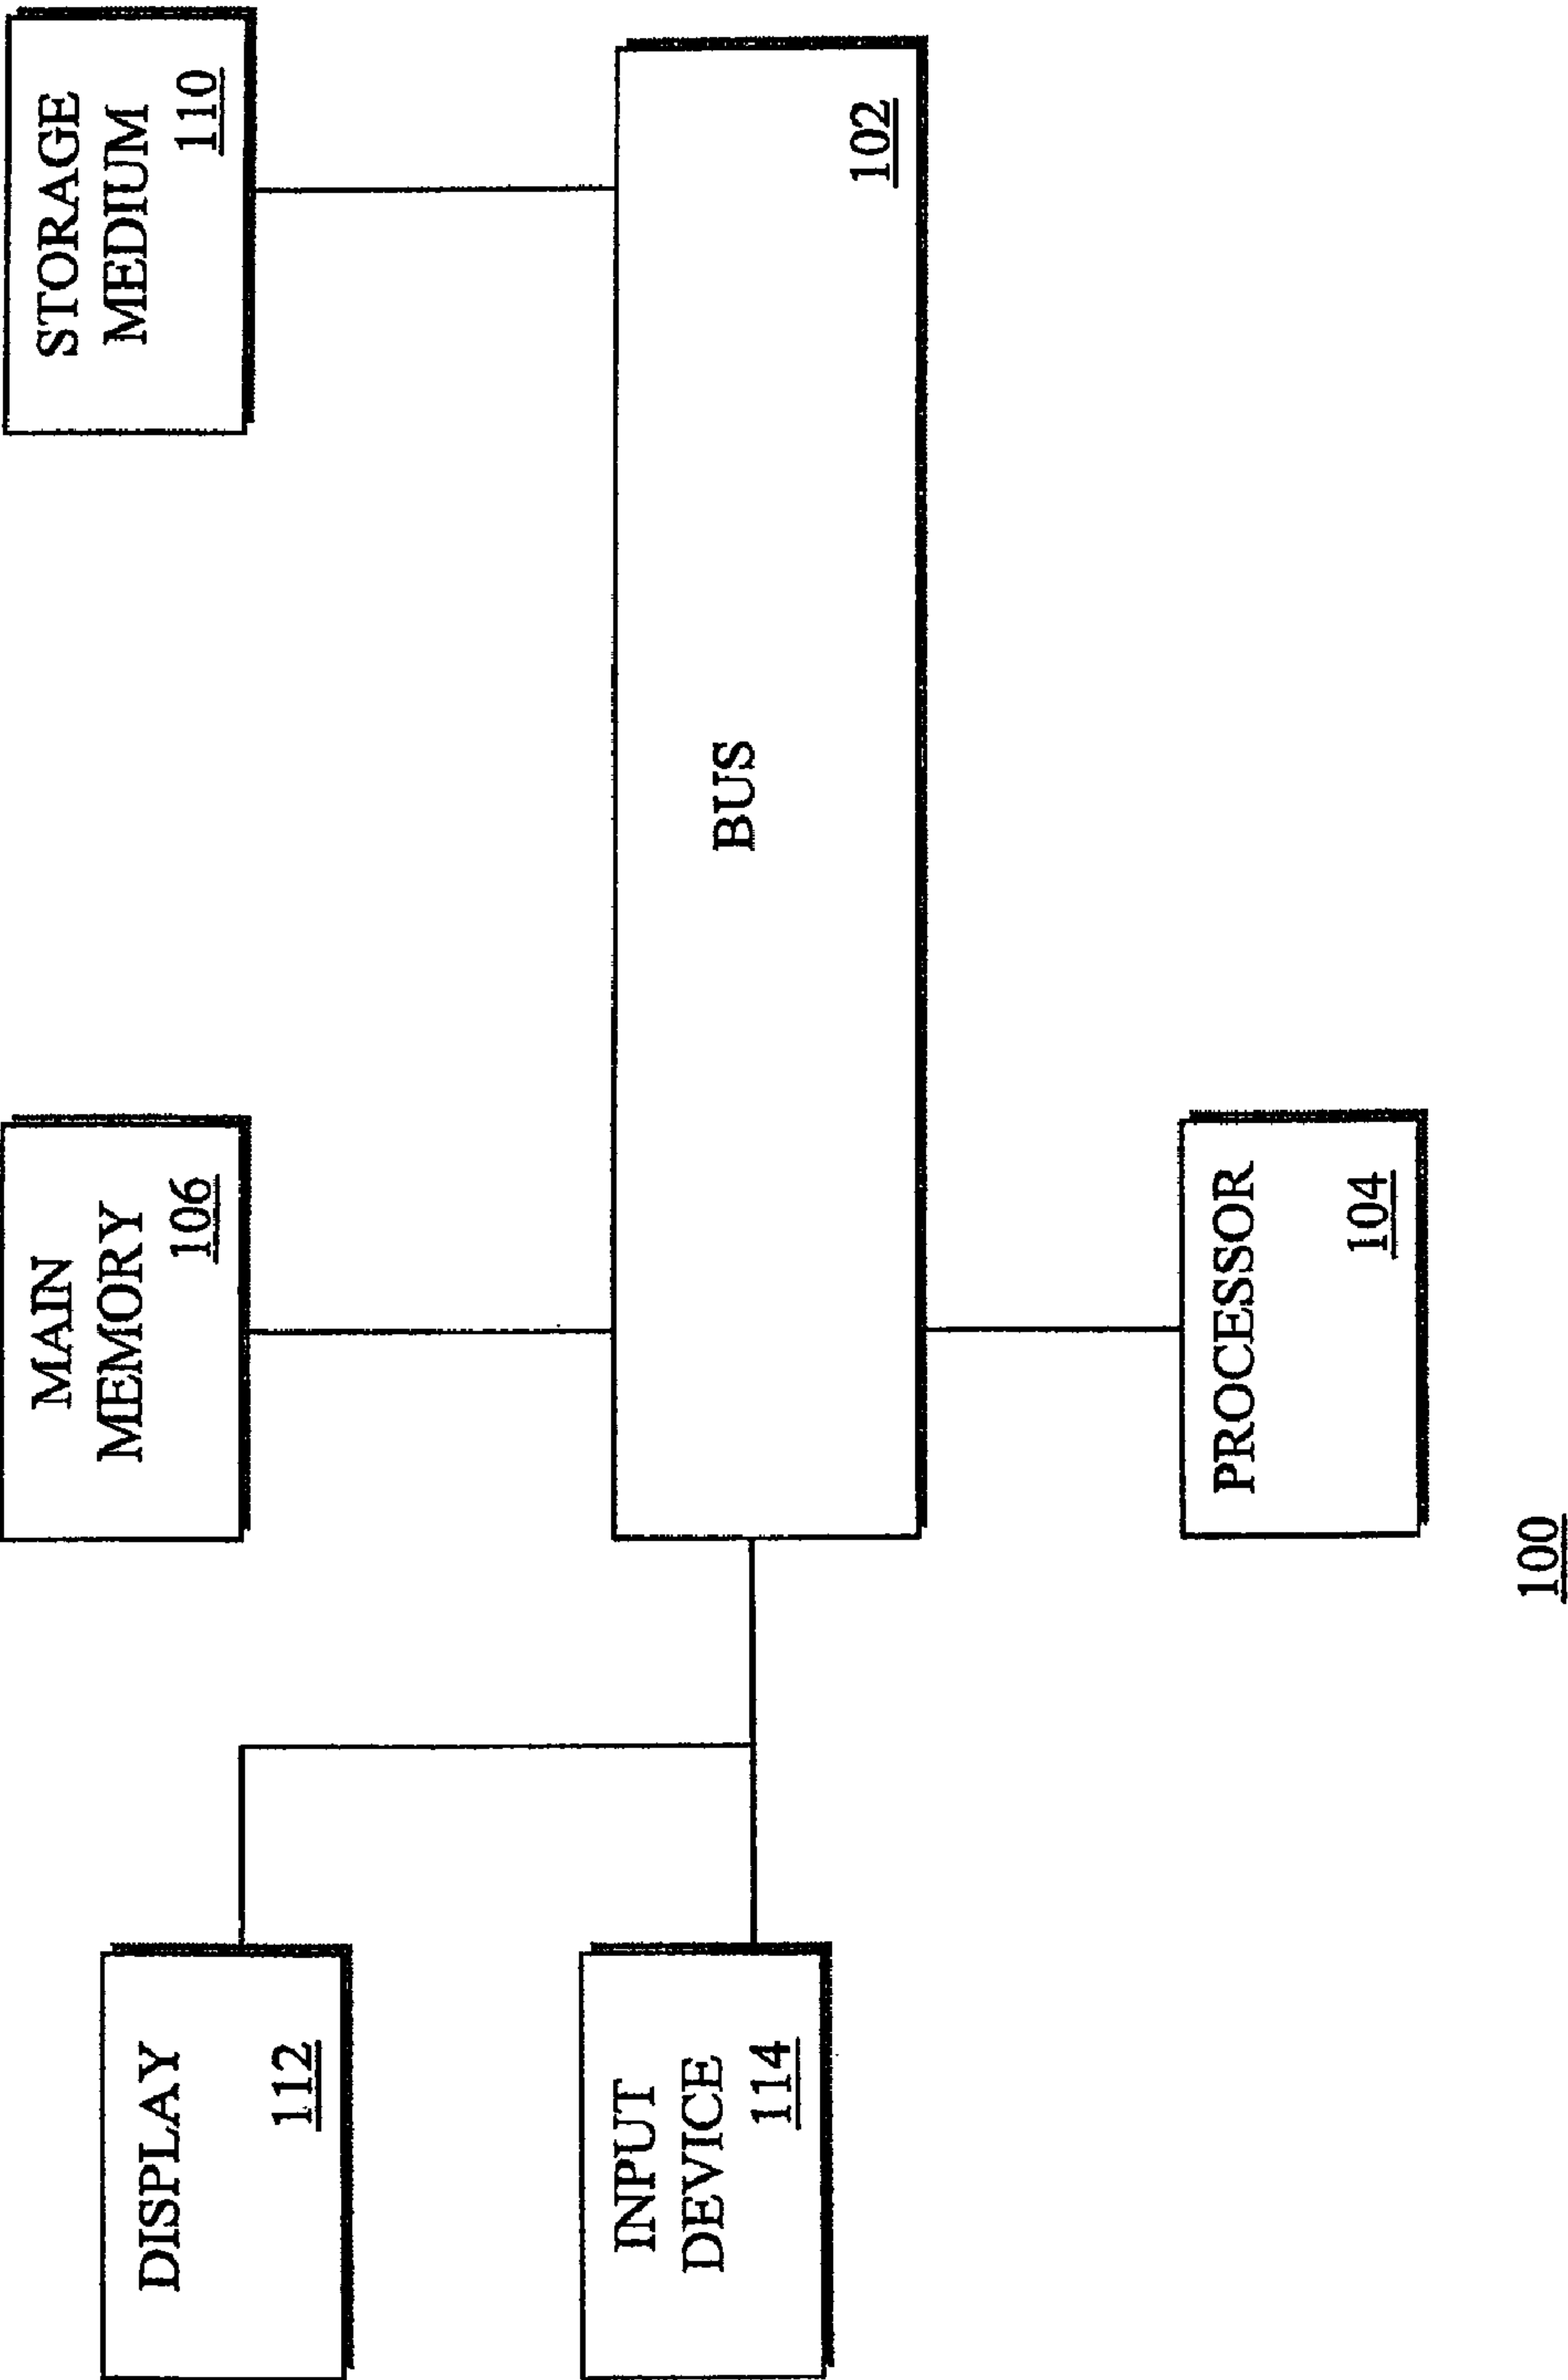 MAIN
MEMORY
106
STORAGE
MEDIUM
110
DISPLAY
112
INPUT
DEVICE
114
BUS
102
PROCESSOR
104
100